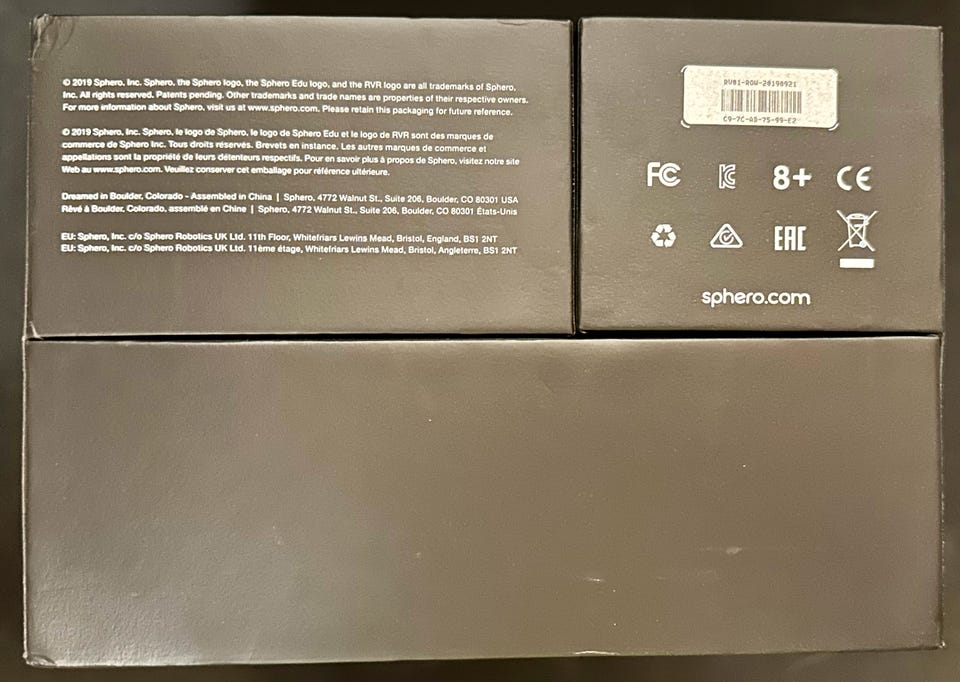 © 2019 Sphero, Inc. Sphero, the Sphero logo, the Sphero Edu logo, and the RVR logo are all trademarks of Sphero,
Inc. All rights reserved. Patents pending. Other trademarks and trade names are properties of their respective owners.
For more information about Sphero, visit us at www.sphero.com. Please retain this packaging for future reference.
© 2019 Sphero, Inc. Sphero, le logo de Sphero, le logo de Sphero Edu et le logo de RVR sont des marques de
commerce de Sphero Inc. Tous droits réservés. Brevets en instance. Les autres marques de commerce et
appellations sont la propriété de leurs détenteurs respectifs. Pour en savoir plus à propos de Sphero, visitez notre site
Web au www.sphero.com. Veuillez conserver cet emballage pour référence ultérieure.
Dreamed in Boulder, Colorado - Assembled in China | Sphero, 4772 Walnut St., Suite 206, Boulder, CO 80301 USA
Rêvé à Boulder, Colorado, assemblé en Chine | Sphero, 4772 Walnut St., Suite 206, Boulder, CO 80301 États-Unis
EU: Sphero, Inc. c/o Sphero Robotics UK Ltd. 11th Floor, Whitefriars Lewins Mead, Bristol, England, BS1 2NT
EU: Sphero, Inc. c/o Sphero Robotics UK Ltd. 11ème étage, Whitefriars Lewins Mead, Bristol, Angleterre, BS1 2NT
RV01-ROW-20190921
C9-7C-AD-75-99-E2
FC 8+ CE
EAC
sphero.com